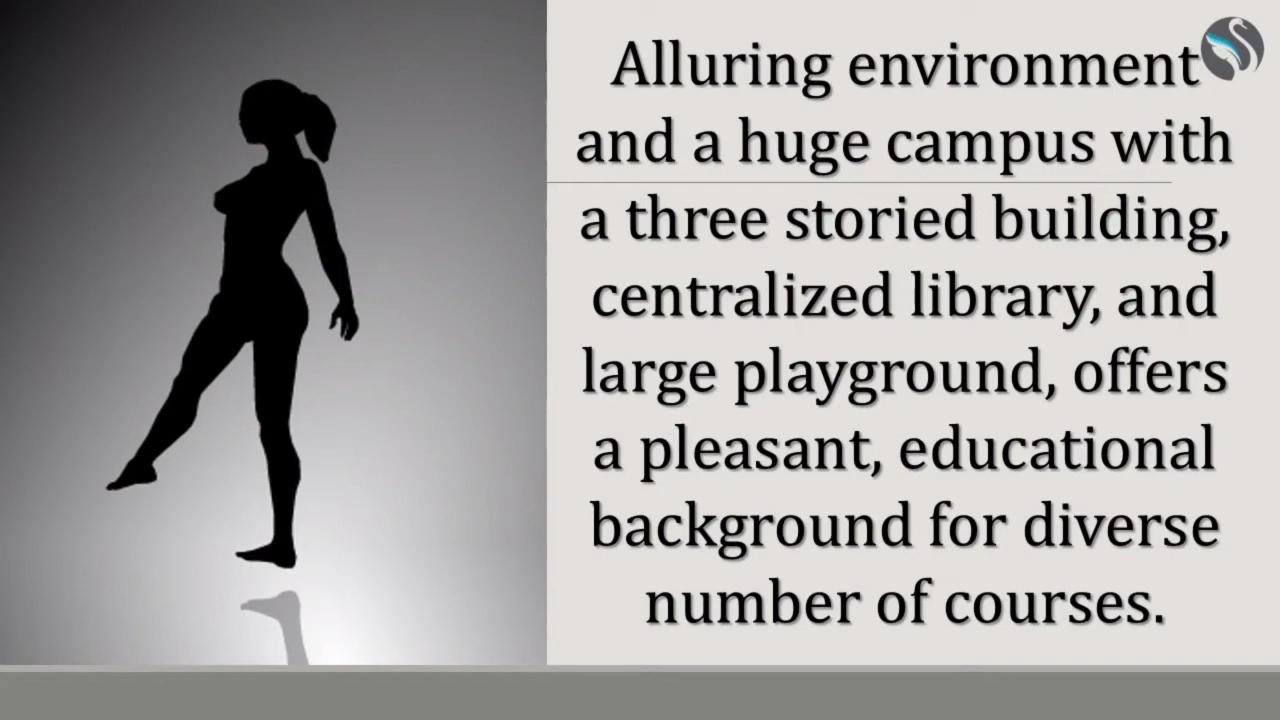 Alluring environment
and a huge campus with
a three storied building,
centralized library, and
large playground, offers
a pleasant, educational
background for diverse
number of courses.